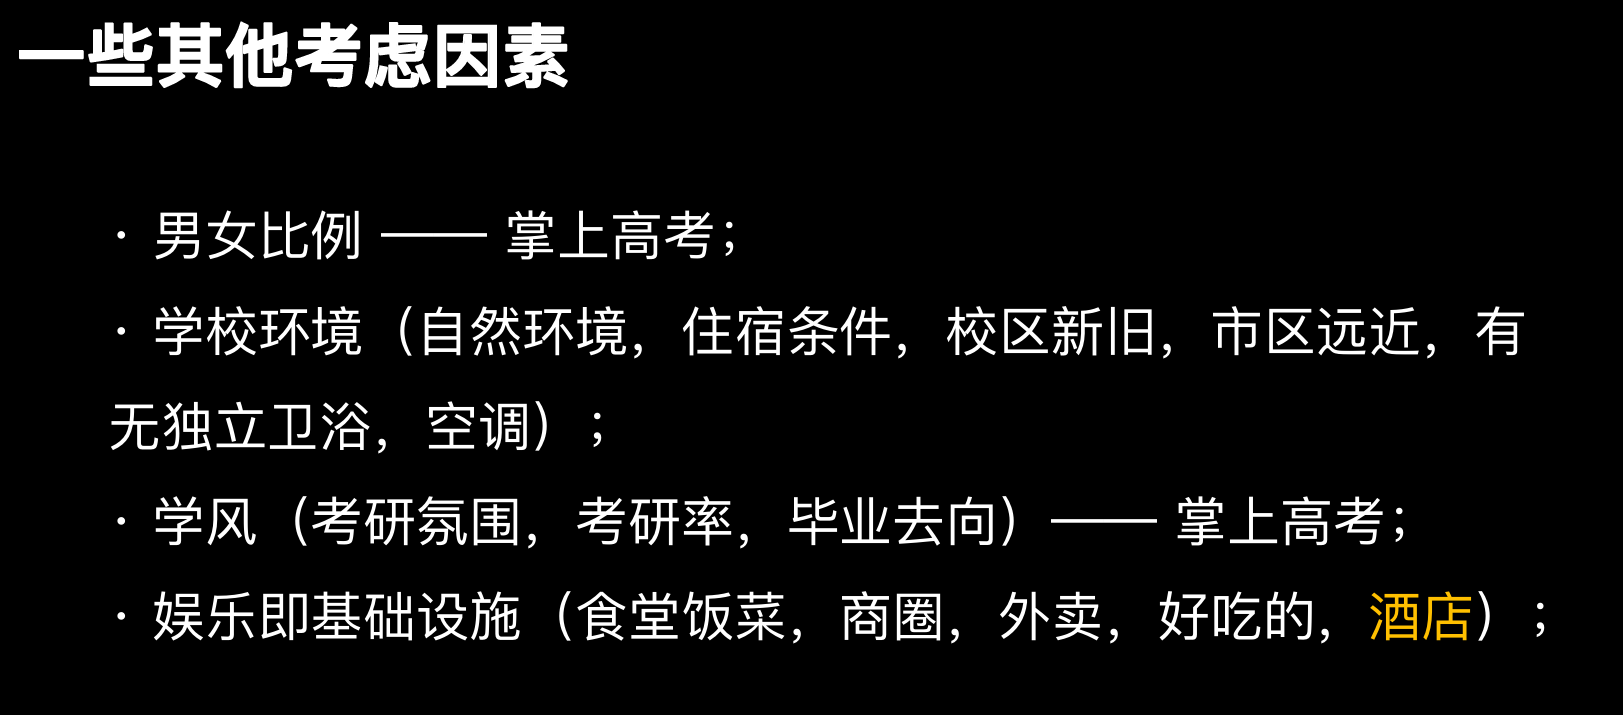 一些其他考虑因素
· 男女比例 —— 掌上高考；
· 学校环境（自然环境，住宿条件，校区新旧，市区远近，有
无独立卫浴，空调）；
· 学风（考研氛围，考研率，毕业去向）—— 掌上高考；
· 娱乐即基础设施（食堂饭菜，商圈，外卖，好吃的，酒店）；